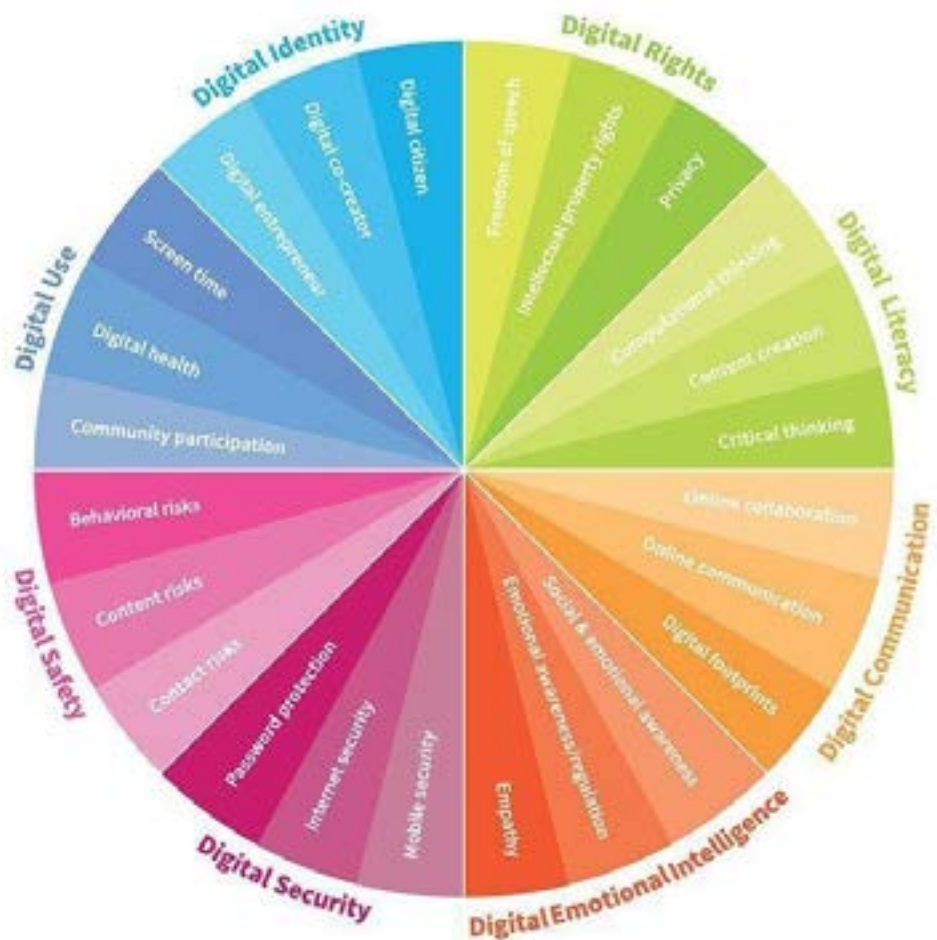 Digital Identity
Digital citizen
Digital co-creator
Digital entrepreneur
Digital Rights
Freedom of speech
Intellectual property rights
Privacy
Digital Literacy
Computational thinking
Content creation
Critical thinking
Digital Communication
Online collaboration
Online communication
Digital footprints
Digital Emotional Intelligence
Social & emotional awareness
Emotional awareness/regulation
Empathy
Digital Security
Mobile security
Internet security
Password protection
Digital Safety
Contact risks
Content risks
Behavioral risks
Digital Use
Community participation
Digital health
Screen time